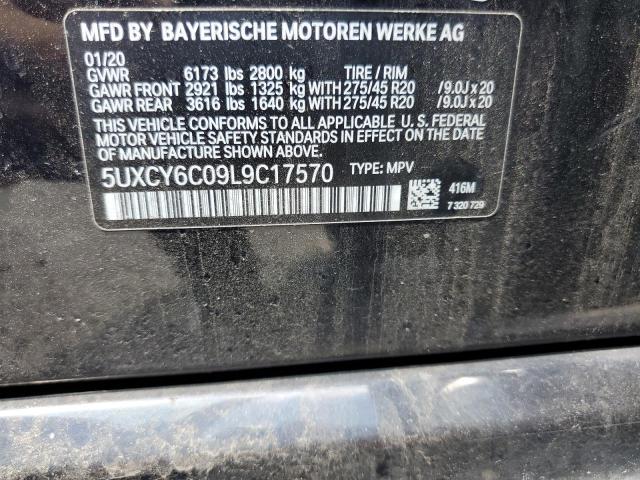 MFD BY BAYERISCHE MOTOREN WERKE AG
01/20
GVWR 6173 lbs 2800 kg TIRE / RIM
GAWR FRONT 2921 lbs 1325 kg WITH 275/45 R20 /9.0J x 20
GAWR REAR 3616 lbs 1640 kg WITH 275/45 R20 /9.0J x 20
THIS VEHICLE CONFORMS TO ALL APPLICABLE U. S. FEDERAL
MOTOR VEHICLE SAFETY STANDARDS IN EFFECT ON THE DATE OF
MANUFACTURE SHOWN ABOVE.
5UXCY6C09L9C17570 TYPE: MPV
416M
7 320 729